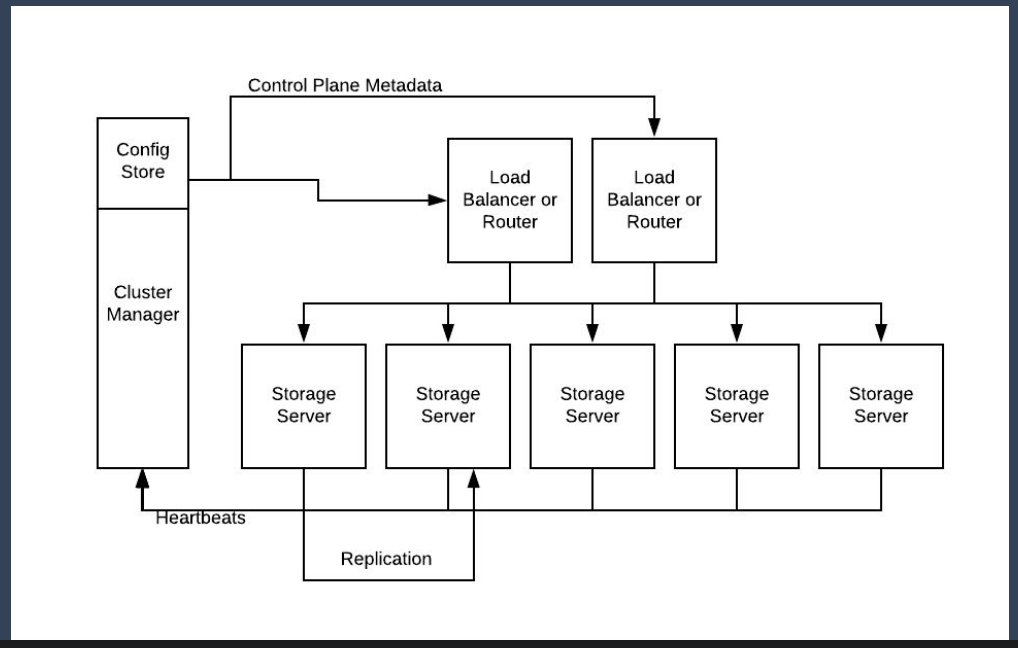 Control Plane Metadata
Config
Store
Load
Balancer or
Router
Load
Balancer or
Router
Cluster
Manager
Storage
Server
Storage
Server
Storage
Server
Storage
Server
Storage
Server
Heartbeats
Replication